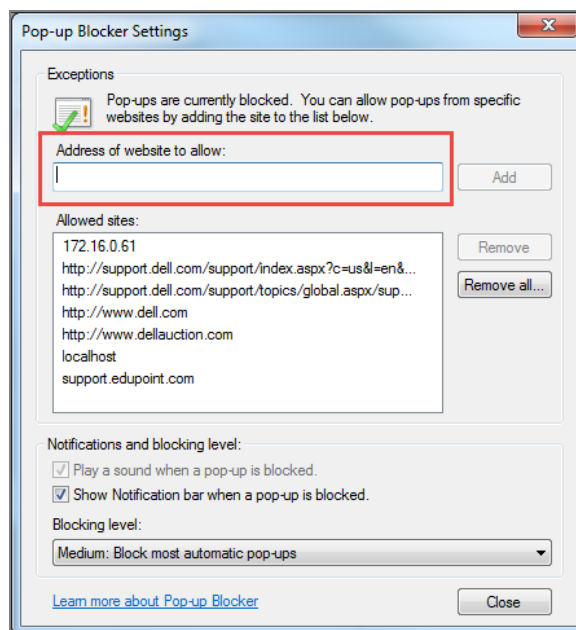 Pop-up Blocker Settings
Exceptions
Pop-ups are currently blocked. You can allow pop-ups from specific
websites by adding the site to the list below.
Address of website to allow:
Add
Allowed sites:
172.16.0.61
Remove
http://support.dell.com/support/index.aspx?c=us&l=en&...
http://support.dell.com/support/topics/global.aspx/sup...
Remove all...
http://www.dell.com
http://www.dellauction.com
localhost
support.edupoint.com
Notifications and blocking level:
Play a sound when a pop-up is blocked.
Show Notification bar when a pop-up is blocked.
Blocking level:
Medium: Block most automatic pop-ups
Learn more about Pop-up Blocker
Close